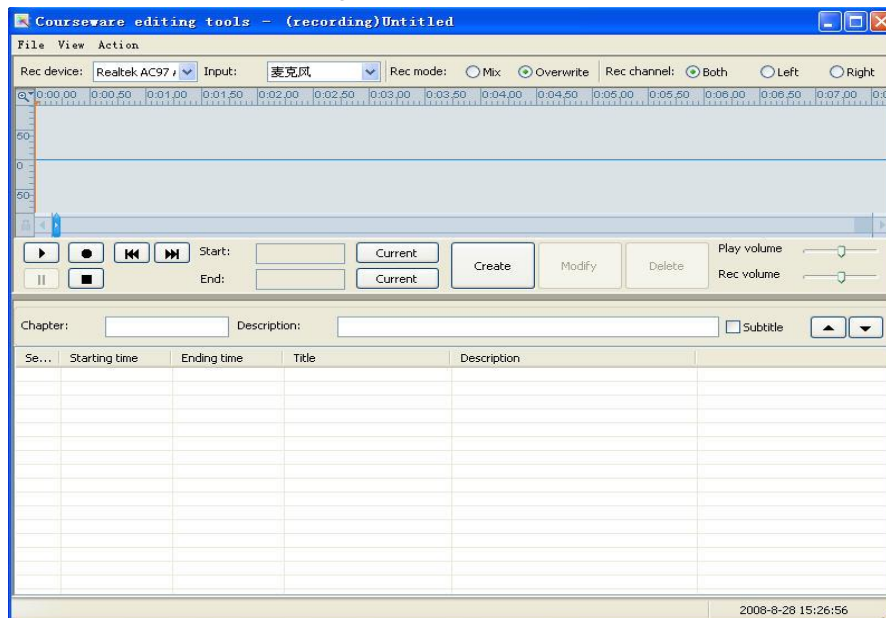 Courseware editing tools - (recording)Untitled
File View Action
Rec device: Realtek AC97 Input: 麦克风 Rec mode: Mix Overwrite Rec channel: Both Left Right
0:00.00 0:00.50 0:01.00 0:01.50 0:02.00 0:02.50 0:03.00 0:03.50 0:04.00 0:04.50 0:05.00 0:05.50 0:06.00 0:06.50 0:07.00
50
0
50
Start: Current Create Modify Delete Play volume
End: Current Rec volume
Chapter: Description: Subtitle
Se... Starting time Ending time Title Description
2008-8-28 15:26:56